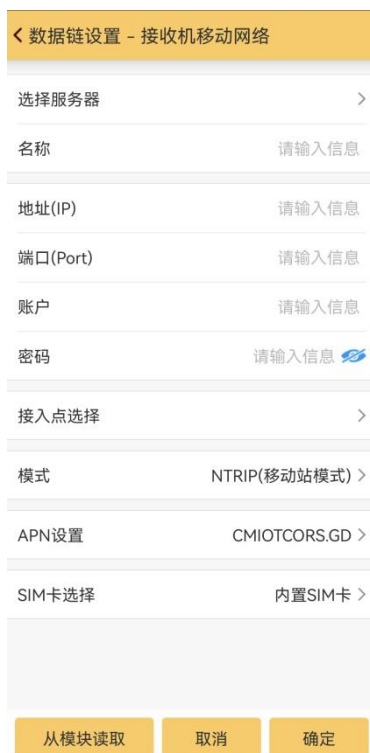 数据链设置 - 接收机移动网络
选择服务器
名称 请输入信息
地址(IP) 请输入信息
端口(Port) 请输入信息
账户 请输入信息
密码 请输入信息
接入点选择
模式 NTRIP(移动站模式)
APN设置 CMIOTCORS.GD
SIM卡选择 内置SIM卡
从模块读取 取消 确定